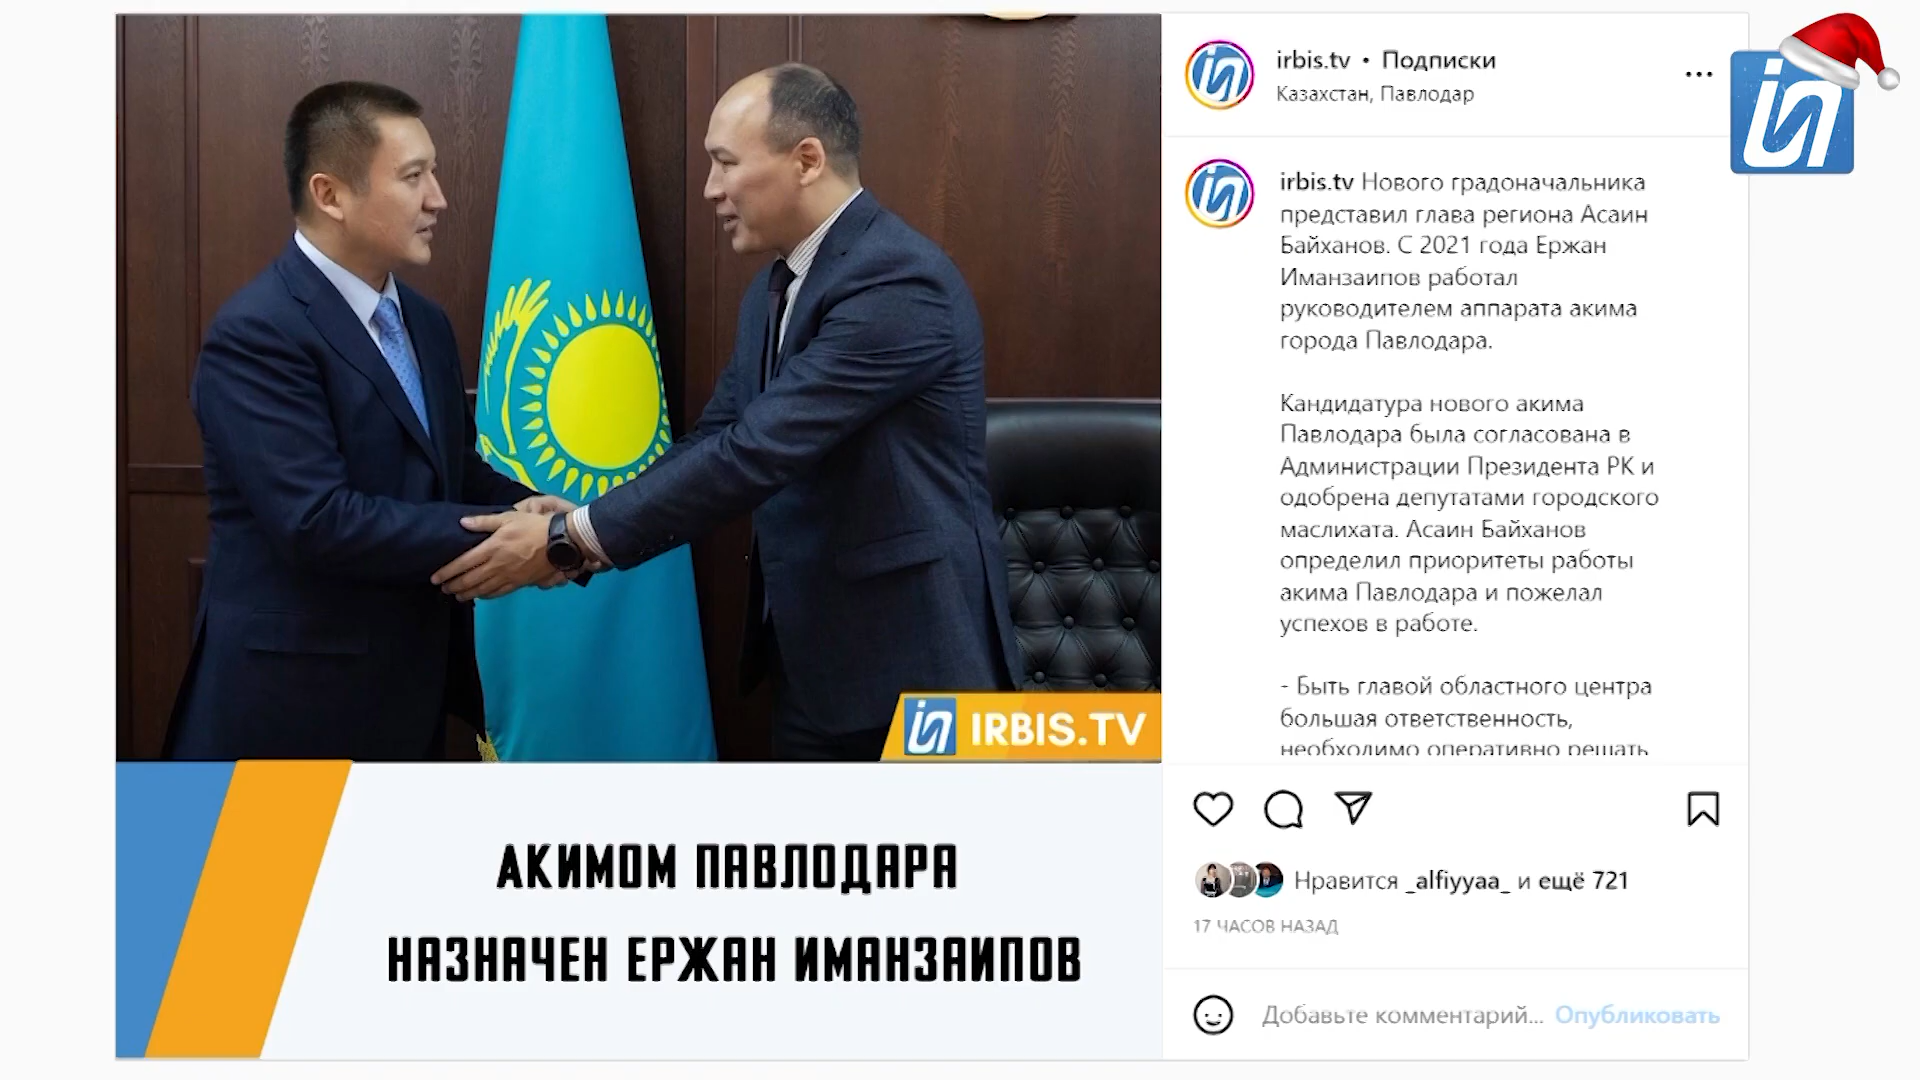 IRBIS.TV
АКИМОМ ПАВЛОДАРА
НАЗНАЧЕН ЕРЖАН ИМАНЗАИПОВ
irbis.tv • Подписки
Казахстан, Павлодар
irbis.tv Нового градоначальника
представил глава региона Асаин
Байханов. С 2021 года Ержан
Иманзаипов работал
руководителем аппарата акима
города Павлодара.
Кандидатура нового акима
Павлодара была согласована в
Администрации Президента РК и
одобрена депутатами городского
маслихата. Асаин Байханов
определил приоритеты работы
акима Павлодара и пожелал
успехов в работе.
- Быть главой областного центра
большая ответственность,
необходимо оперативно решать
Нравится _alfiyyaa_ и ещё 721
17 ЧАСОВ НАЗАД
Добавьте комментарий... Опубликовать